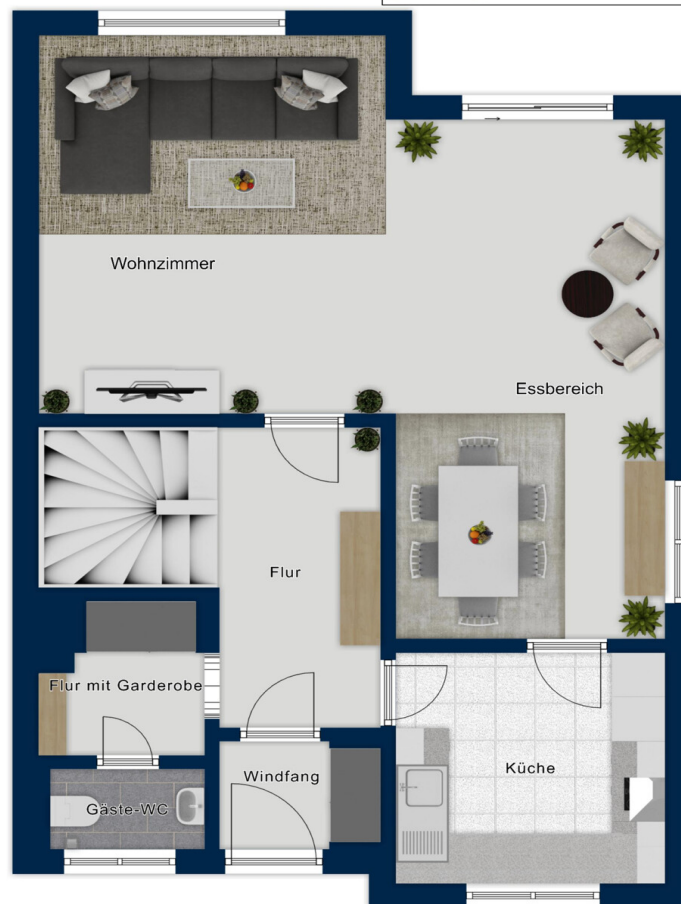 Wohnzimmer
Essbereich
Flur
Flur mit Garderobe
Küche
Windfang
Gäste-WC